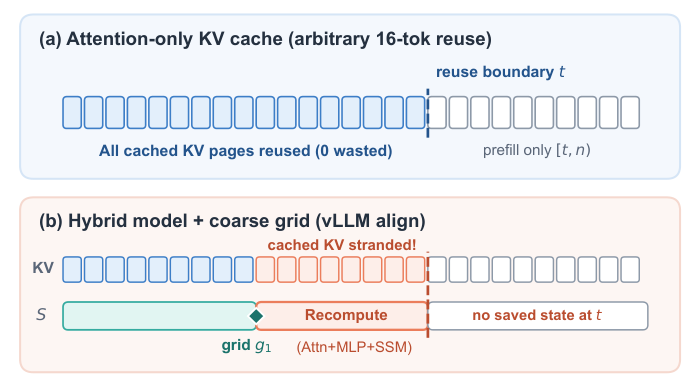 (a) Attention-only KV cache (arbitrary 16-tok reuse)
reuse boundary t
All cached KV pages reused (0 wasted)
prefill only [t, n)
(b) Hybrid model + coarse grid (vLLM align)
cached KV stranded!
KV
S
Recompute
no saved state at t
grid g₁
(Attn+MLP+SSM)